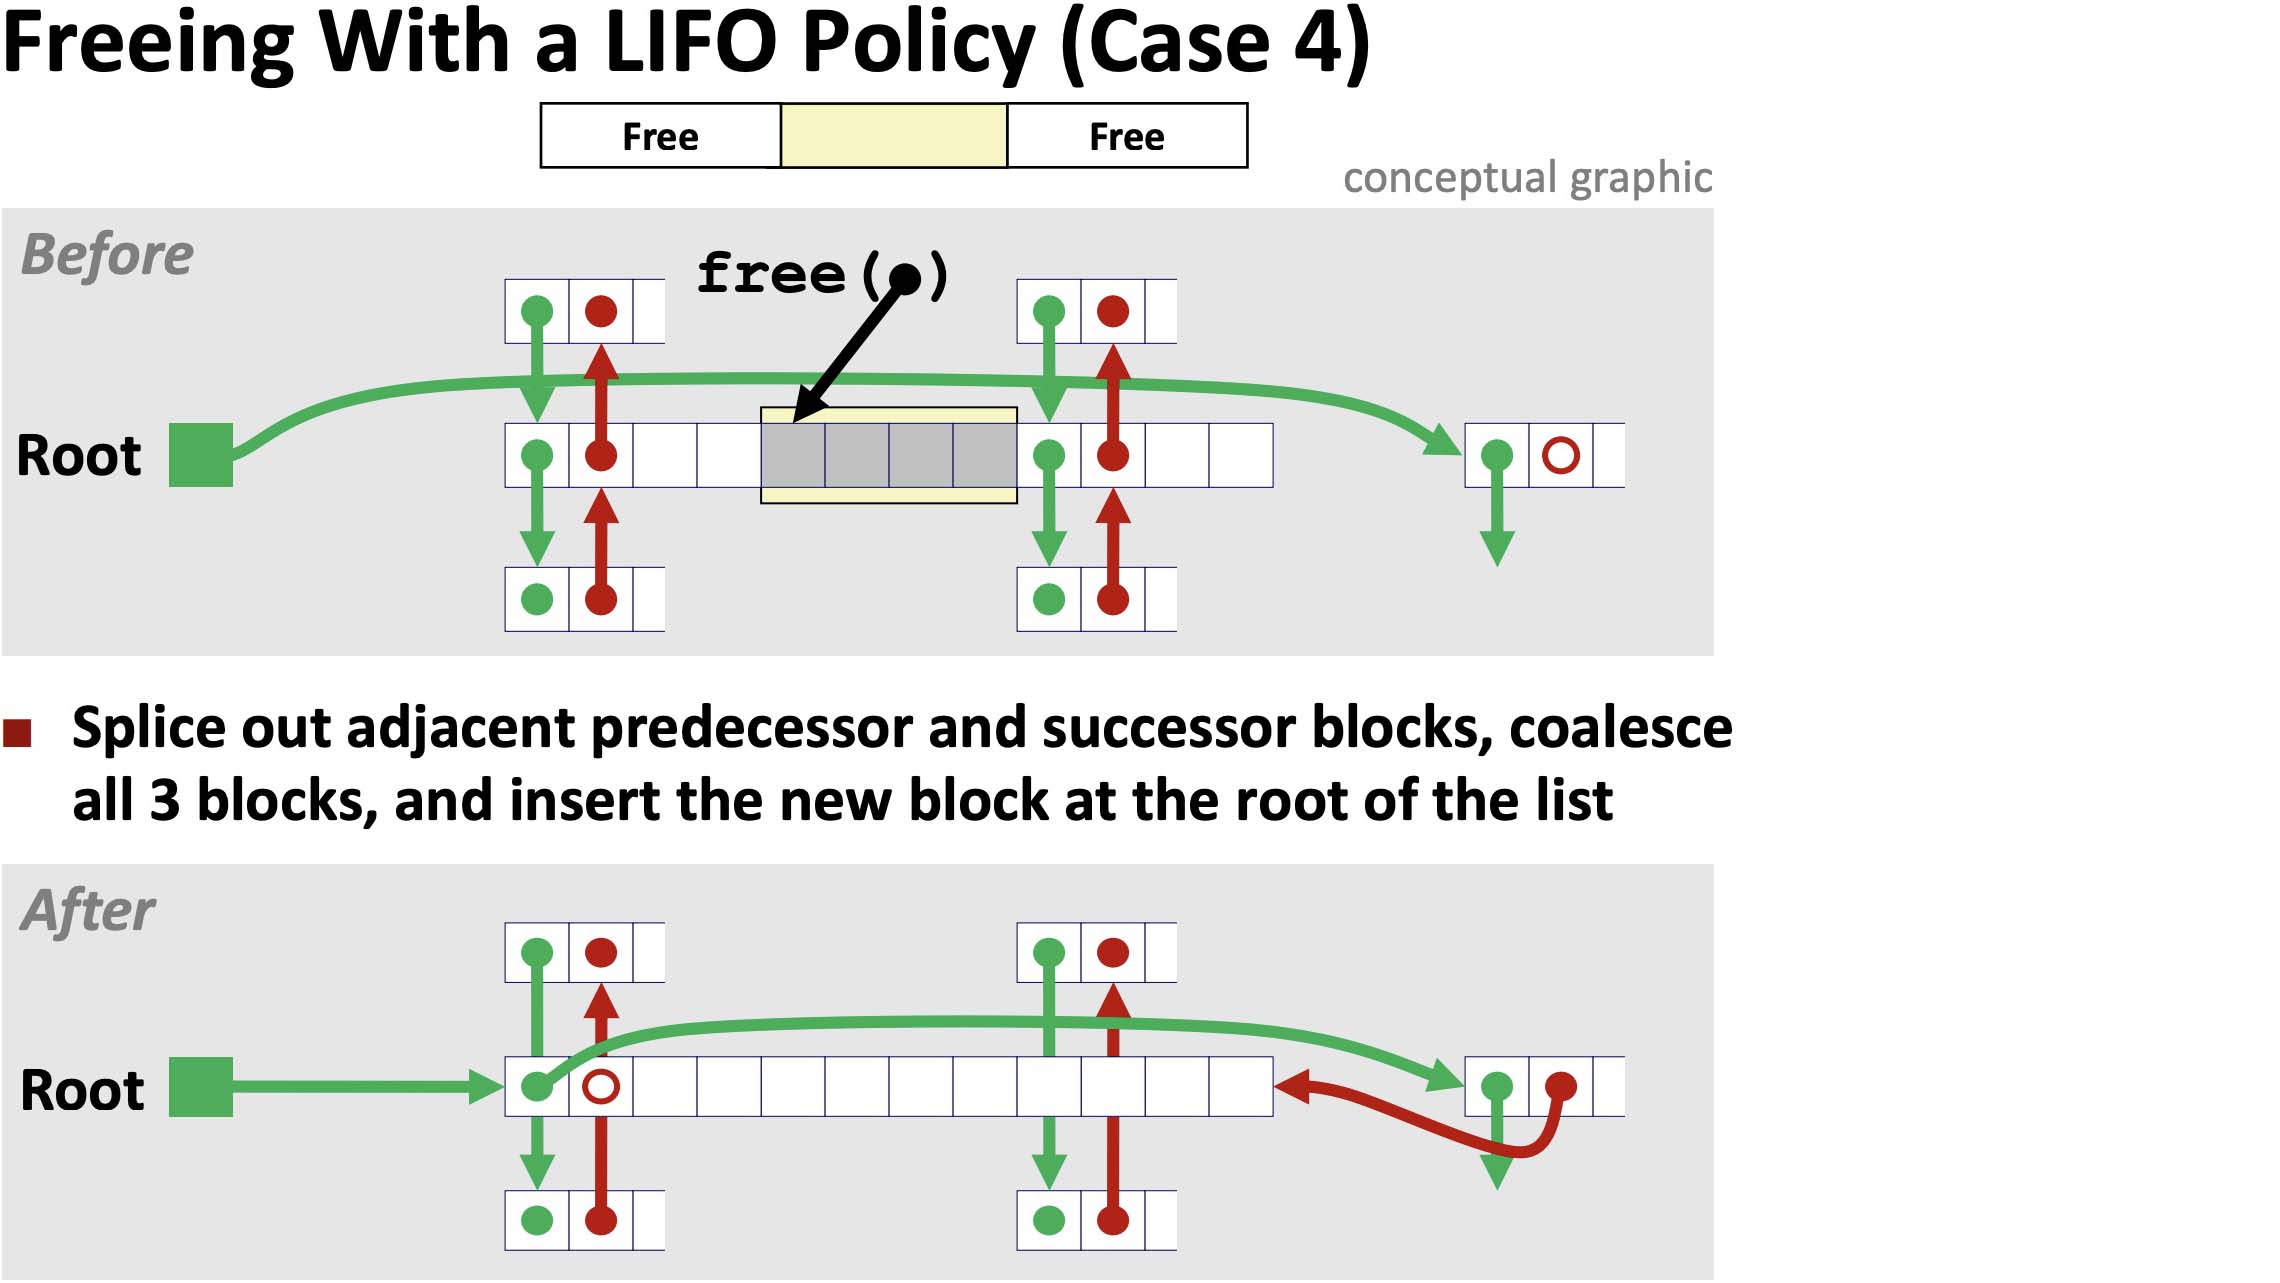 Freeing With a LIFO Policy (Case 4)
Free Free
conceptual graphic
Before
free( )
Root
Splice out adjacent predecessor and successor blocks, coalesce
all 3 blocks, and insert the new block at the root of the list
After
Root